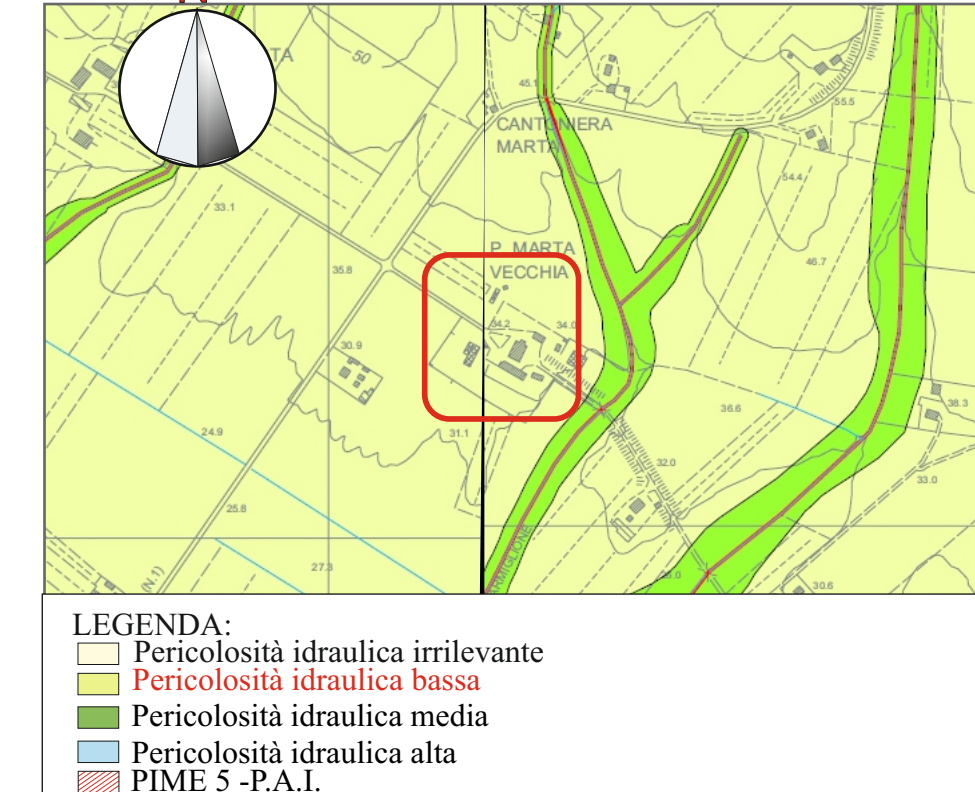 TA
50
45.1
CANTONIERA
MARTA
55.5
54.4
33.1
P. MARTA
VECCHIA
35.8
46.7
34.2
34.0
30.9
36.6
38.3
24.9
31.1
32.0
33.0
25.8
27.3
(N.1)
30.6
LEGENDA:
Pericolosità idraulica irrilevante
Pericolosità idraulica bassa
Pericolosità idraulica media
Pericolosità idraulica alta
PIME 5 -P.A.I.